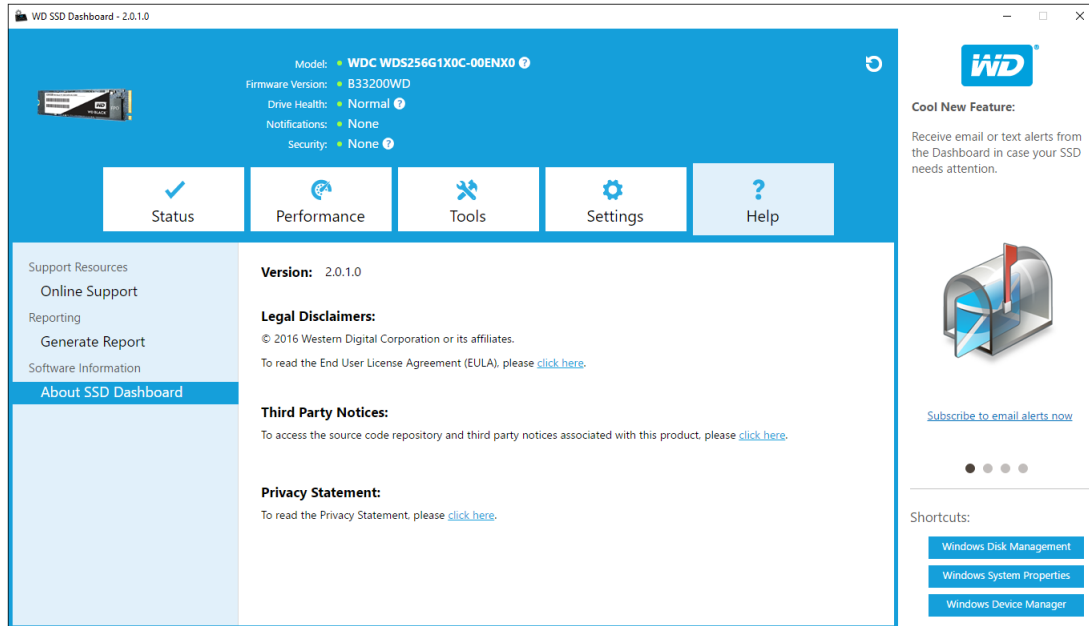 WD SSD Dashboard - 2.0.1.0
Model: WDC WDS256G1X0C-00ENX0 ?
Firmware Version: B33200WD
Drive Health: Normal ?
Notifications: None
Security: None ?
Status
Performance
Tools
Settings
?
Help
Support Resources
Online Support
Reporting
Generate Report
Software Information
About SSD Dashboard
Version: 2.0.1.0
Legal Disclaimers:
© 2016 Western Digital Corporation or its affiliates.
To read the End User License Agreement (EULA), please click here.
Third Party Notices:
To access the source code repository and third party notices associated with this product, please click here.
Privacy Statement:
To read the Privacy Statement, please click here.
WD®
Cool New Feature:
Receive email or text alerts from
the Dashboard in case your SSD
needs attention.
Subscribe to email alerts now
Shortcuts:
Windows Disk Management
Windows System Properties
Windows Device Manager